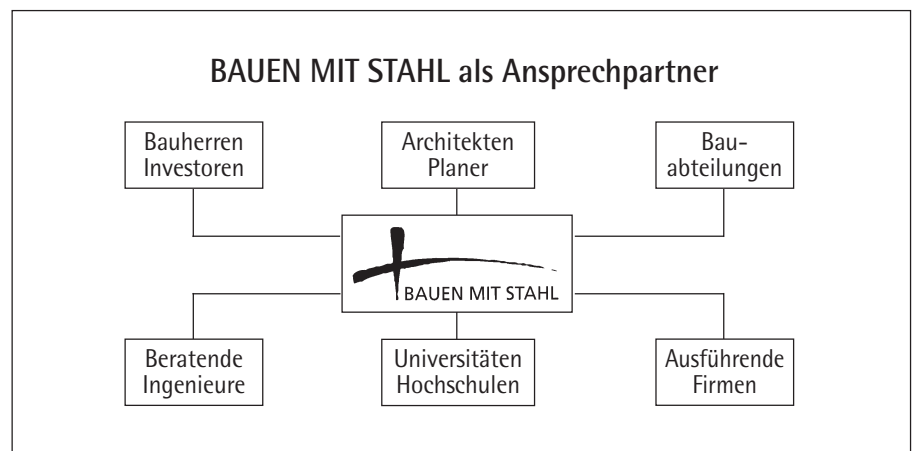 BAUEN MIT STAHL als Ansprechpartner
Bauherren
Investoren
Architekten
Planer
Bau-
abteilungen
BAUEN MIT STAHL
Beratende
Ingenieure
Universitäten
Hochschulen
Ausführende
Firmen